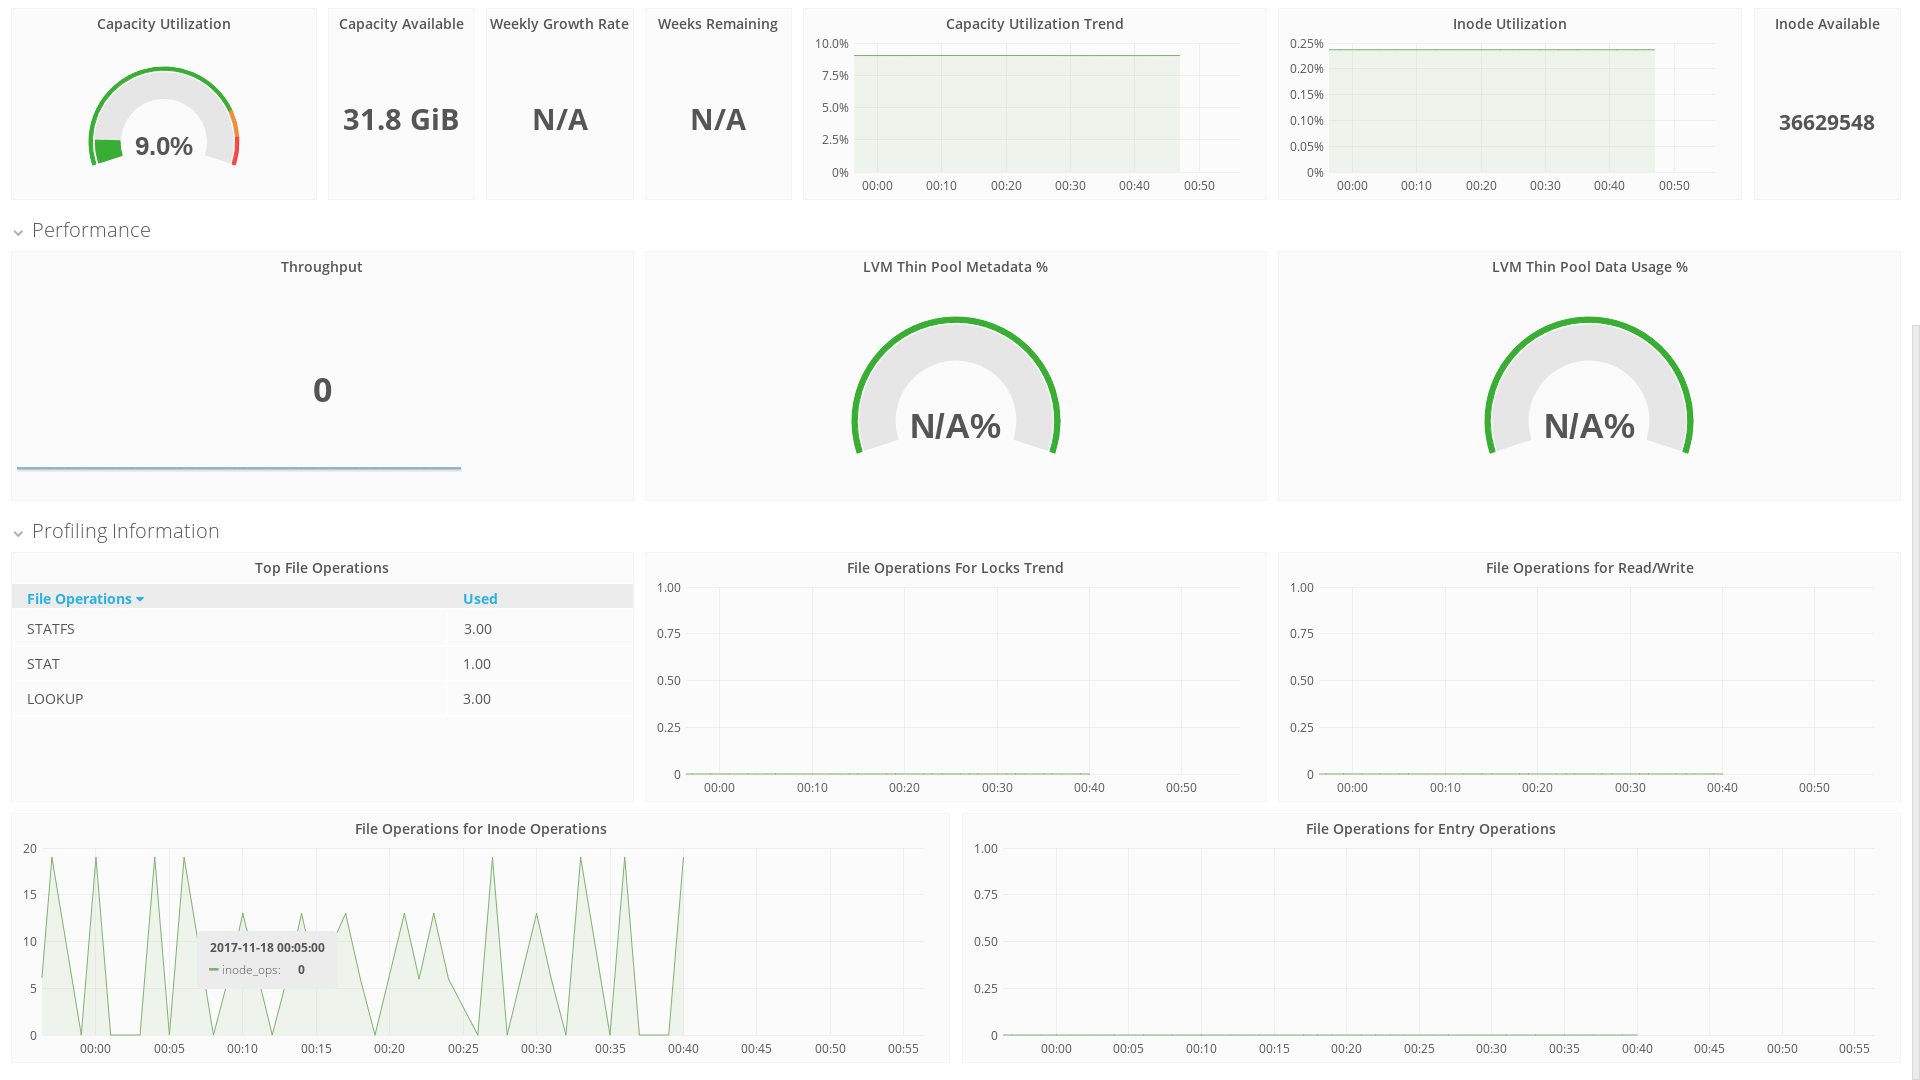 Capacity Utilization
9.0%
Capacity Available
31.8 GiB
Weekly Growth Rate
N/A
Weeks Remaining
N/A
Capacity Utilization Trend
10.0%
7.5%
5.0%
2.5%
0%
00:00 00:10 00:20 00:30 00:40 00:50
Inode Utilization
0.25%
0.20%
0.15%
0.10%
0.05%
0%
00:00 00:10 00:20 00:30 00:40 00:50
Inode Available
36629548
Performance
Throughput
0
LVM Thin Pool Metadata %
N/A%
LVM Thin Pool Data Usage %
N/A%
Profiling Information
Top File Operations
File Operations Used
STATFS 3.00
STAT 1.00
LOOKUP 3.00
File Operations For Locks Trend
1.00
0.75
0.50
0.25
0
00:00 00:10 00:20 00:30 00:40 00:50
File Operations for Read/Write
1.00
0.75
0.50
0.25
0
00:00 00:10 00:20 00:30 00:40 00:50
File Operations for Inode Operations
20
15
10
5
0
2017-11-18 00:05:00
inode_ops: 0
00:00 00:05 00:10 00:15 00:20 00:25 00:30 00:35 00:40 00:45 00:50 00:55
File Operations for Entry Operations
1.00
0.75
0.50
0.25
0
00:00 00:05 00:10 00:15 00:20 00:25 00:30 00:35 00:40 00:45 00:50 00:55